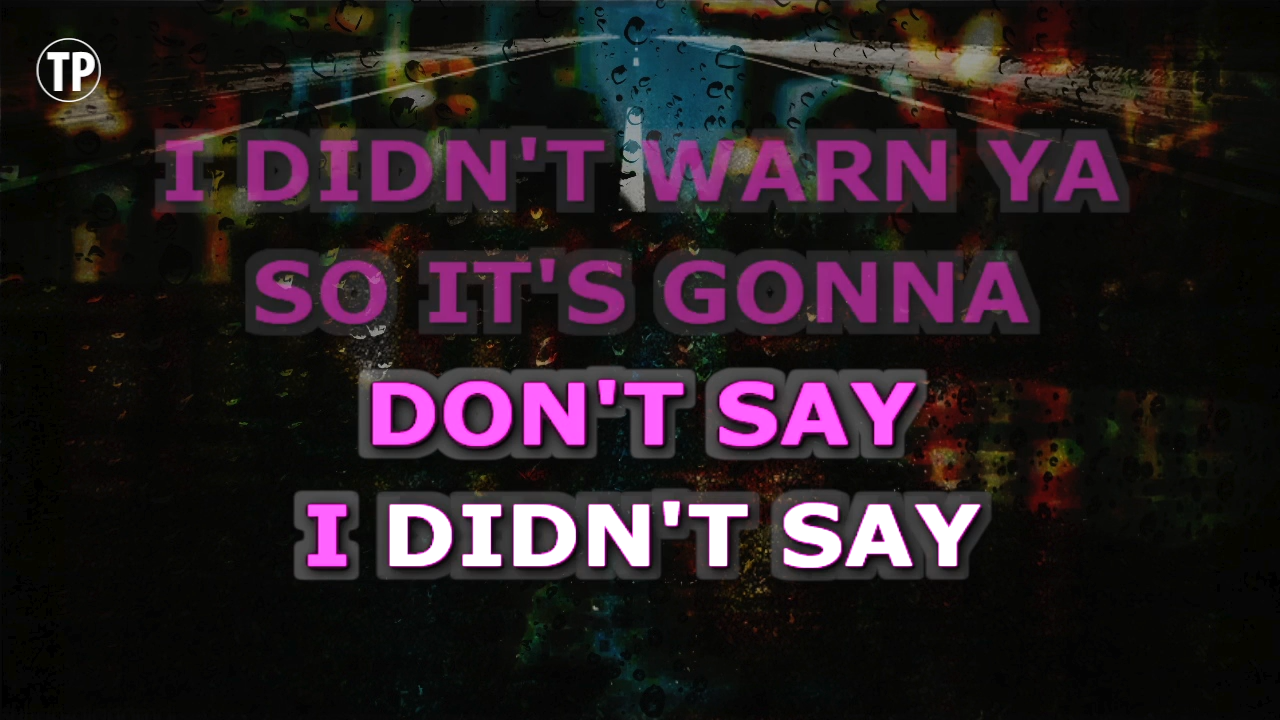 TP
I DIDN'T WARN YA
SO IT'S GONNA
DON'T SAY
I DIDN'T SAY